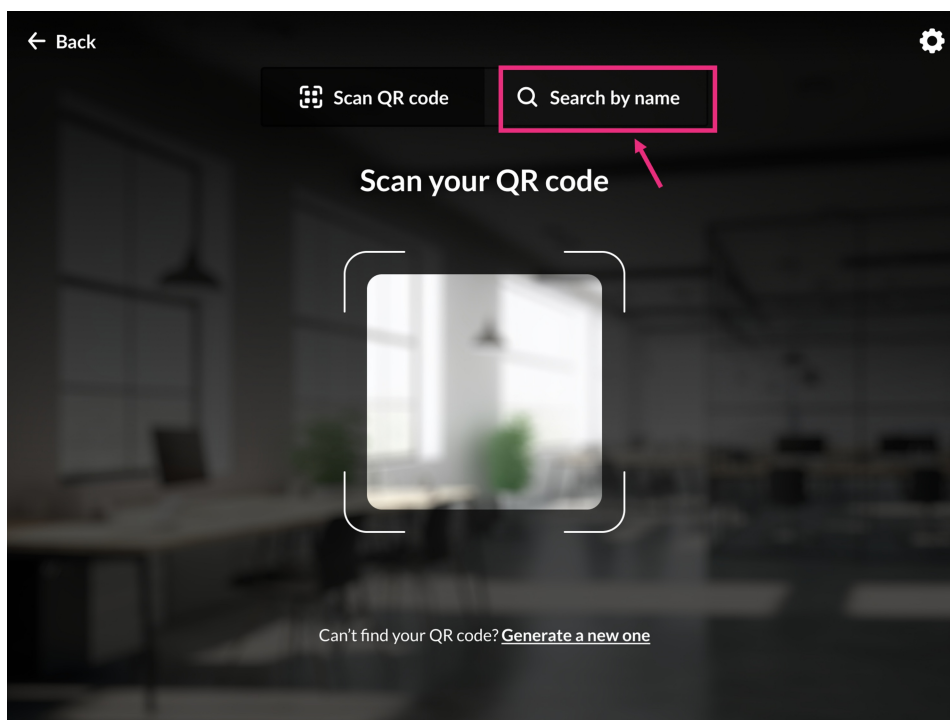 Back
Scan QR code
Search by name
Scan your QR code
Can't find your QR code? Generate a new one